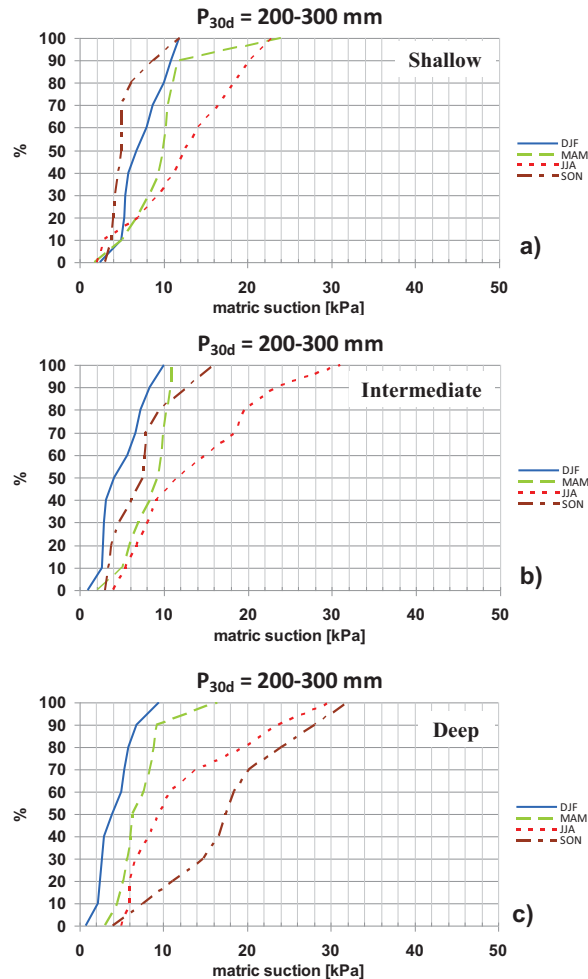 P30d = 200-300 mm
100
90
80
70
60
50
40
30
20
10
0
%
Shallow
DJF
MAM
JJA
SON
a)
0 10 20 30 40 50
matric suction [kPa]
P30d = 200-300 mm
100
90
80
70
60
50
40
30
20
10
0
%
Intermediate
DJF
MAM
JJA
SON
b)
0 10 20 30 40 50
matric suction [kPa]
P30d = 200-300 mm
100
90
80
70
60
50
40
30
20
10
0
%
Deep
DJF
MAM
JJA
SON
c)
0 10 20 30 40 50
matric suction [kPa]